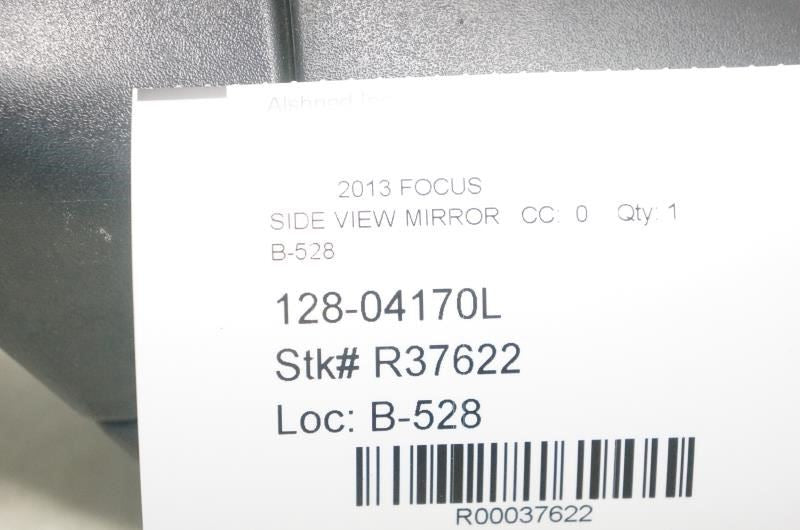 2013 FOCUS
SIDE VIEW MIRROR CC: 0 Qty: 1
B-528
128-04170L
Stk# R37622
Loc: B-528
R00037622